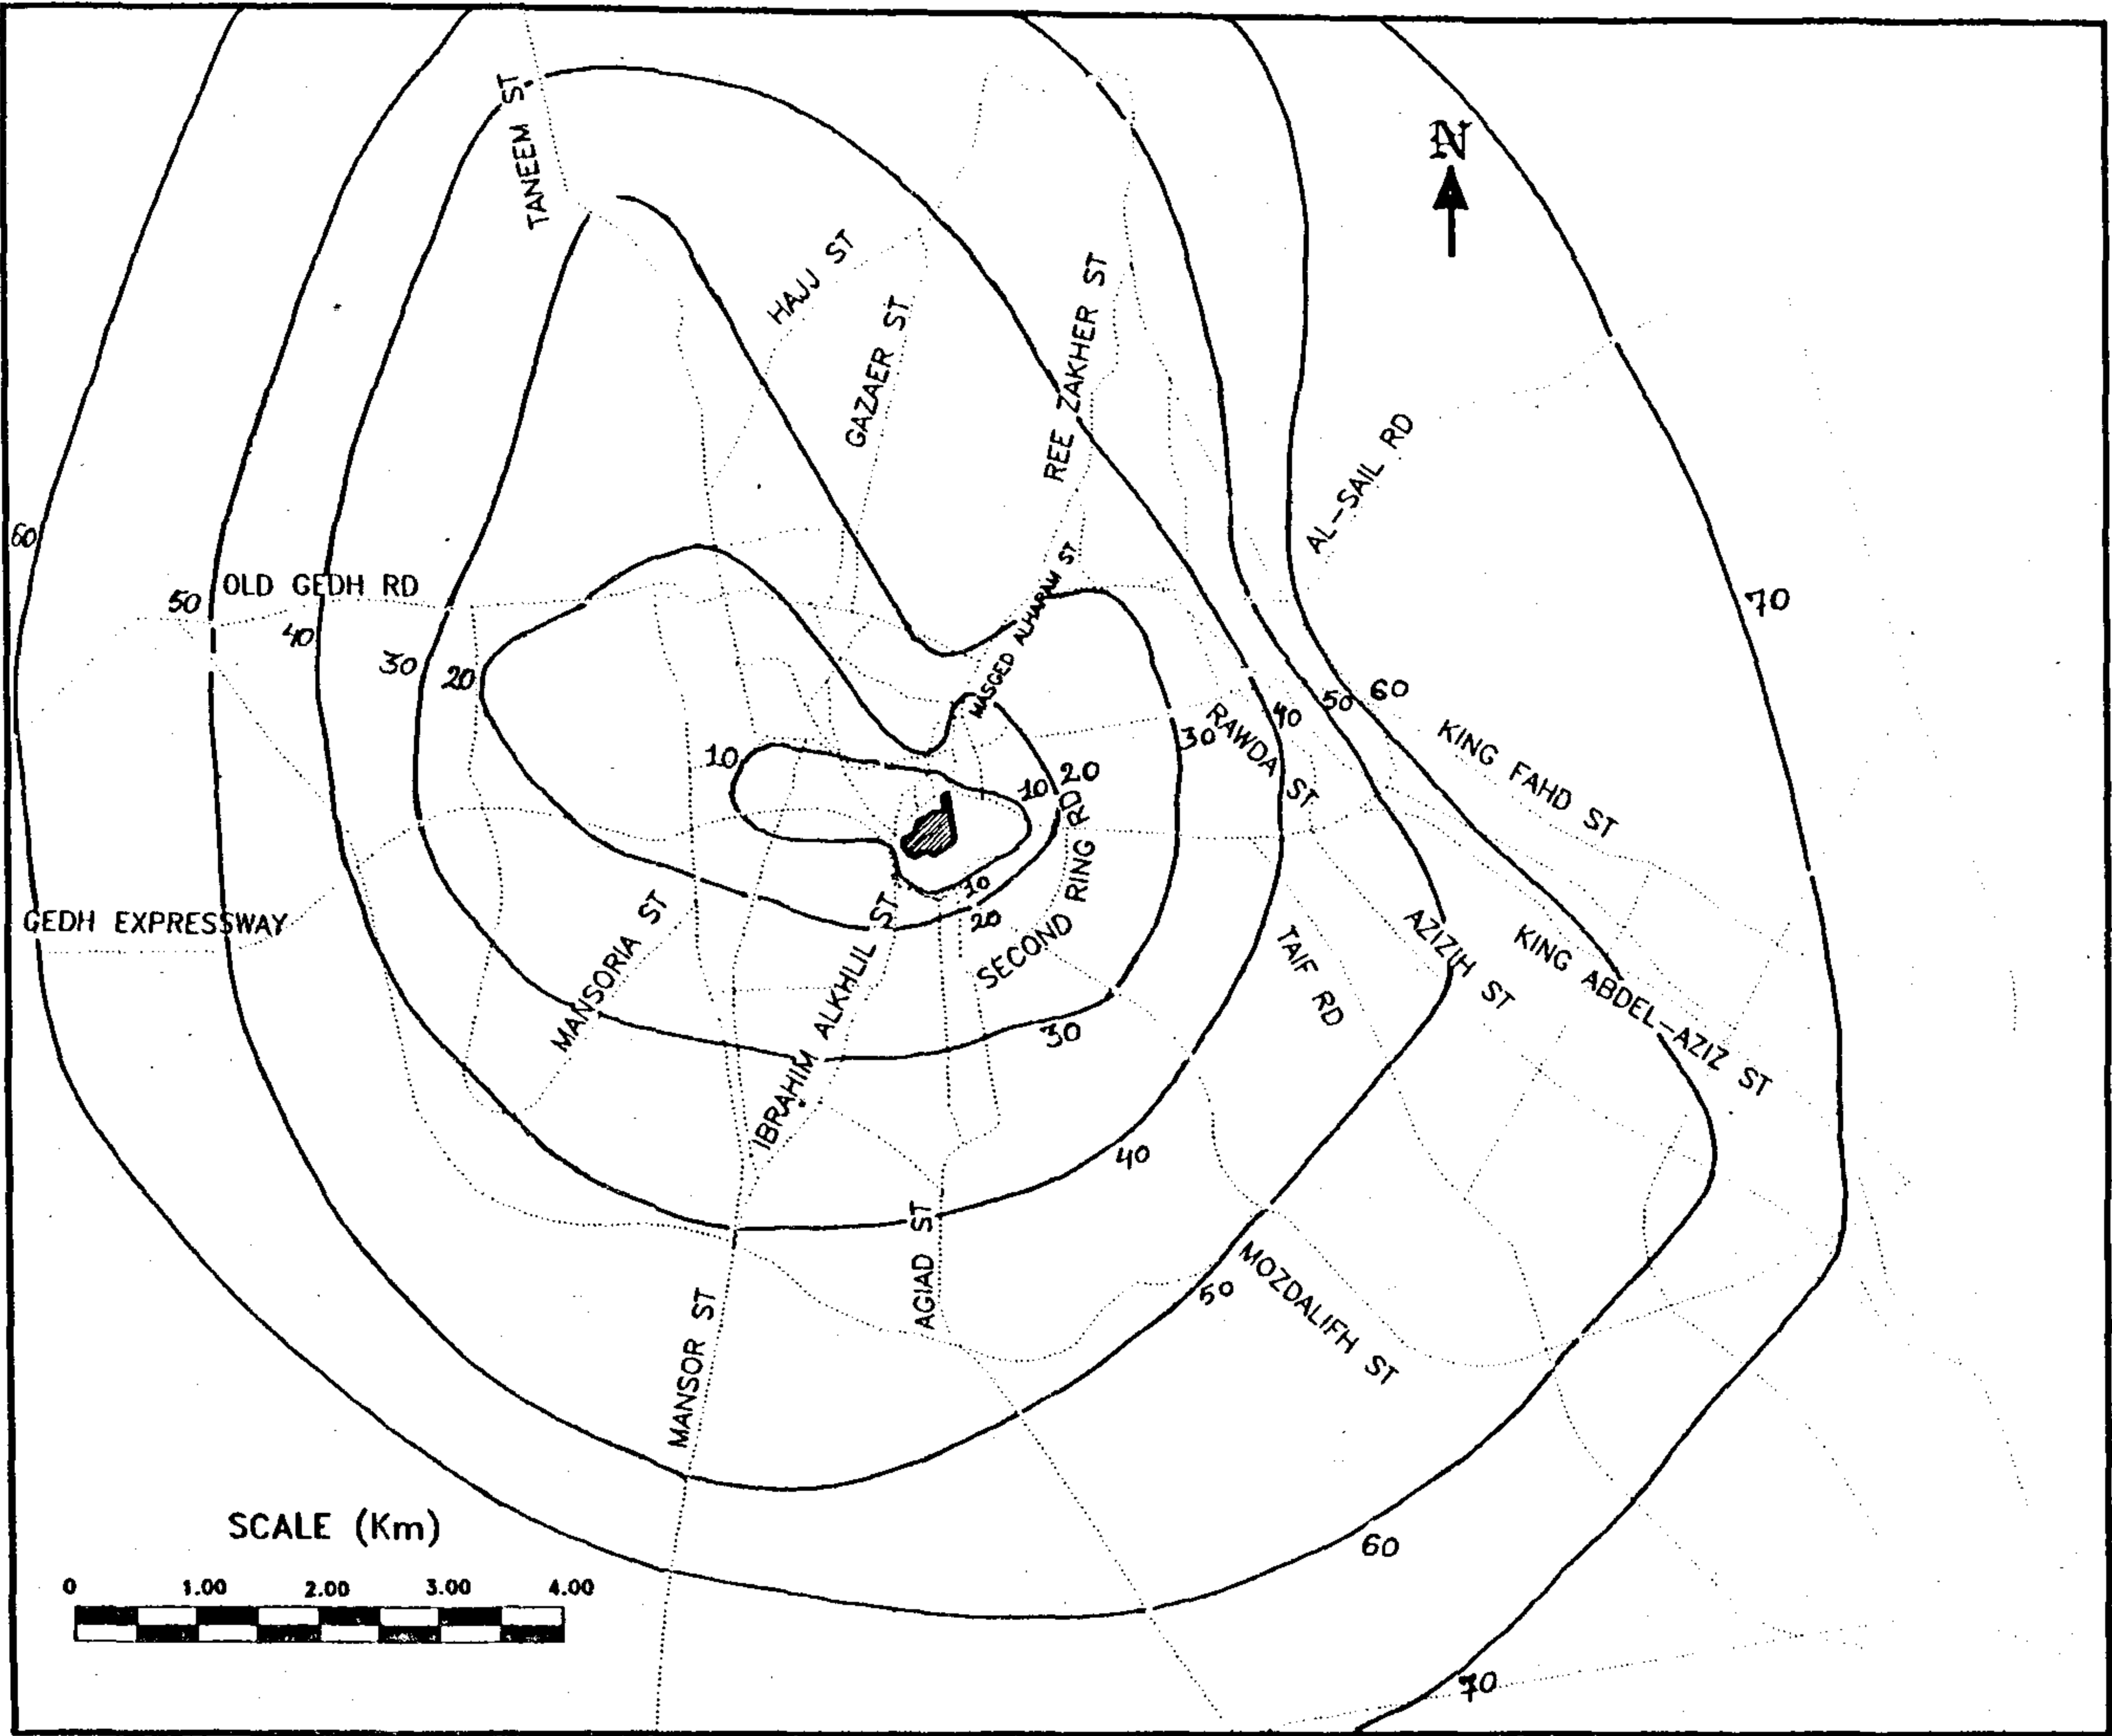 TANEEM ST
N
HAJJ ST
GAZAER ST
REE ZAKHER ST
AL-SAIL RD
60
OLD GEDH RD
50
40
30
20
MASGED ALHARAM ST
70
60
50
40
30
RAWDA ST
KING FAHD ST
10
10
20
SECOND RING RD
10
20
GEDH EXPRESSWAY
MANSORIA ST
IBRAHIM ALKHLIL ST
TAIF RD
AZIZIH ST
KING ABDEL-AZIZ ST
30
40
AGIAD ST
50
MOZDALIFH ST
MANSOR ST
60
70
SCALE (Km)
0 1.00 2.00 3.00 4.00